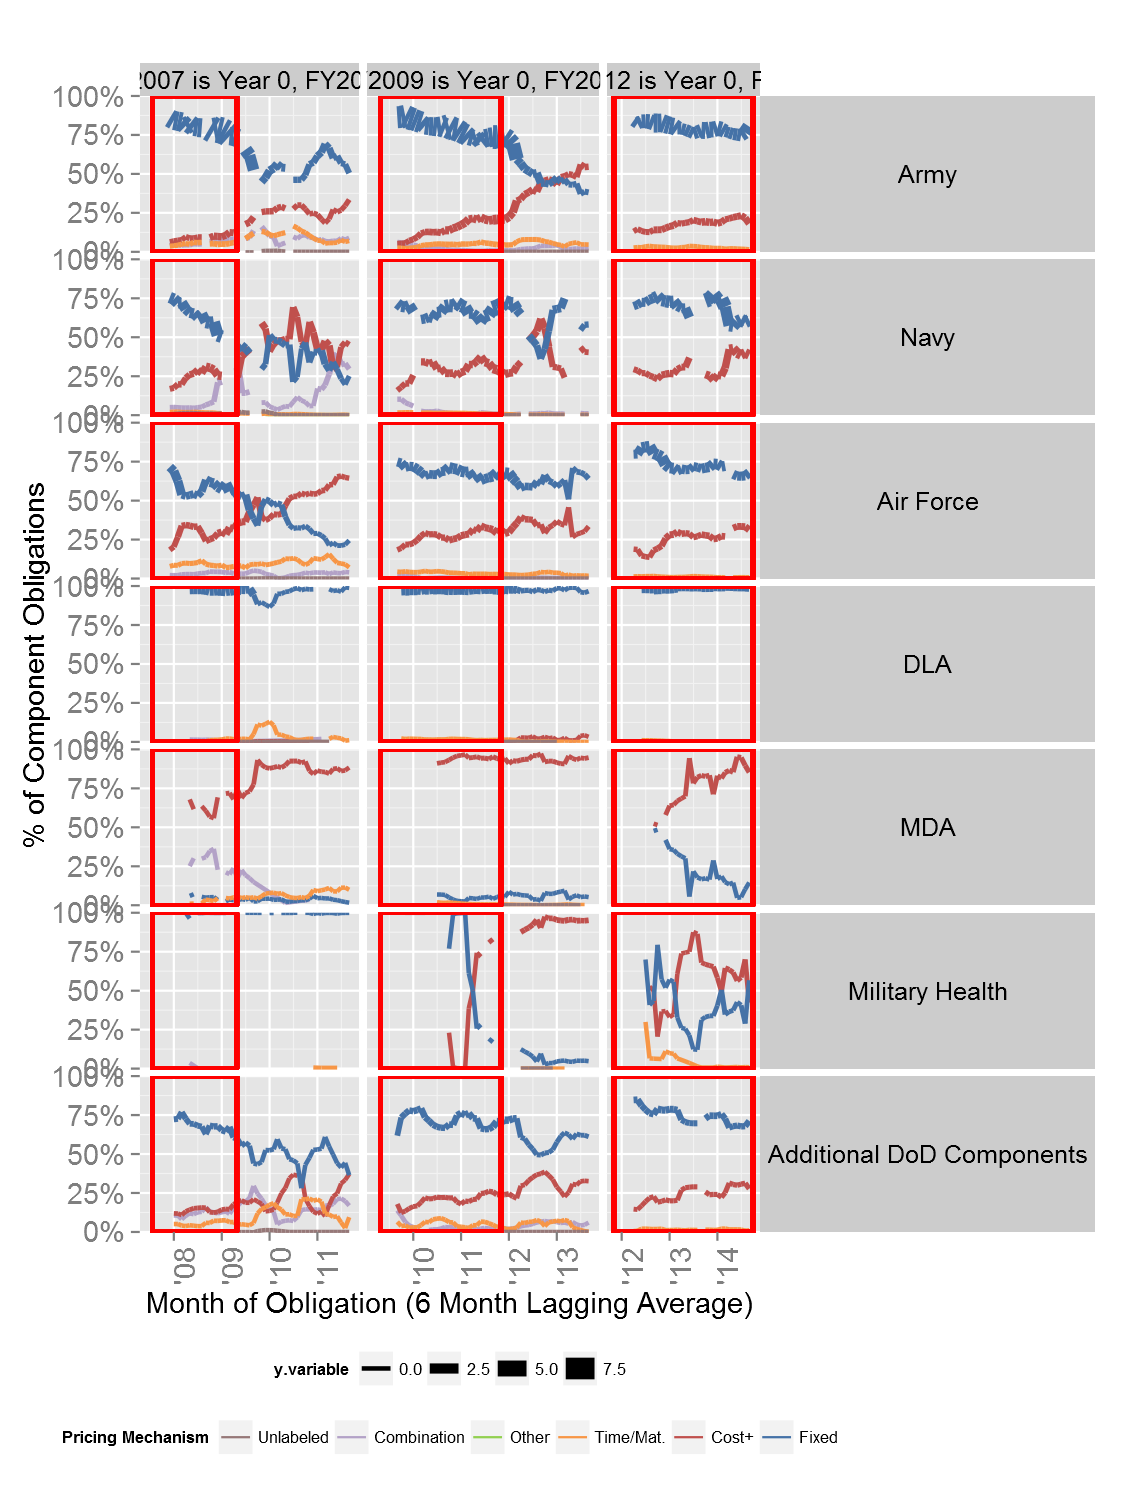 2007 is Year 0, FY20
2009 is Year 0, FY20
12 is Year 0, F
100%
75%
50%
25%
0%
Army
100%
75%
50%
25%
0%
Navy
100%
75%
50%
25%
0%
Air Force
100%
75%
50%
25%
0%
DLA
100%
75%
50%
25%
0%
MDA
100%
75%
50%
25%
0%
Military Health
100%
75%
50%
25%
0%
Additional DoD Components
% of Component Obligations
'08 '09 '10 '11 '10 '11 '12 '13 '12 '13 '14
Month of Obligation (6 Month Lagging Average)
y.variable 0.0 2.5 5.0 7.5
Pricing Mechanism Unlabeled Combination Other Time/Mat. Cost+ Fixed